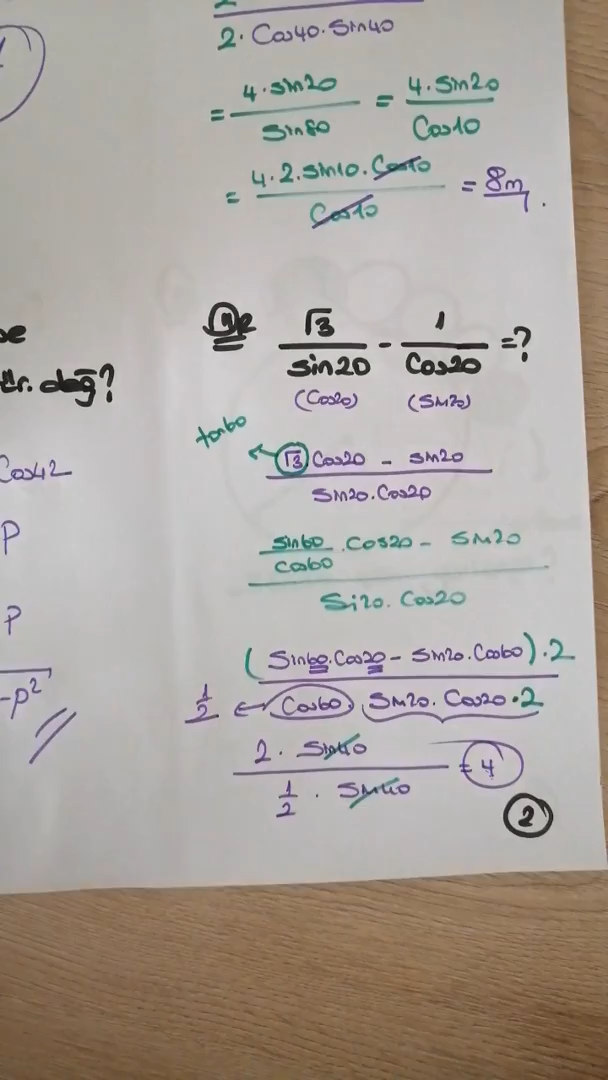 2 · Cos40 · Sin40
= 4·sin20 / Sin80 = 4·Sin20 / Cos10
= 4·2·Sin10·Cos10 / Cos10 = 8m.
√3 / sin20 - 1 / Cos20 = ?
(Cos20) (Sin20)
dır. değ?
tan60
√3 Cos20 - sin20 / Sin20·Cos20
Cos42
P
sin60 / cos60 · Cos20 - Sin20 / Sin20·Cos20
P
(Sin60·Cos20 - Sin20·Cos60)·2
-p²
1/2 ← Cos60 · Sin20·Cos20·2
2 · Sin40 / 1/2 · Sin40 = 4
2